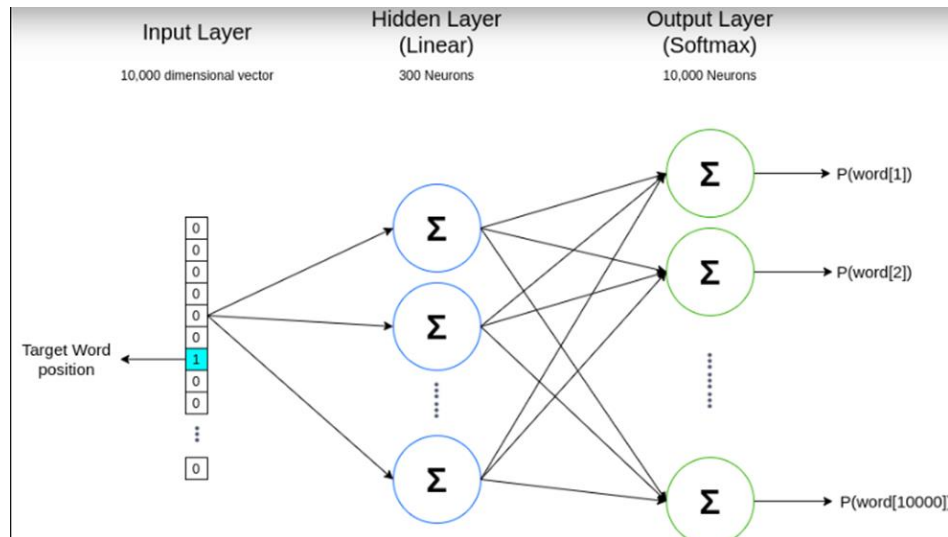 Input Layer
10,000 dimensional vector
Hidden Layer
(Linear)
300 Neurons
Output Layer
(Softmax)
10,000 Neurons
0
0
0
0
0
0
1
0
0
0
Target Word
position
Σ
Σ
Σ
Σ
Σ
Σ
P(word[1])
P(word[2])
P(word[10000])